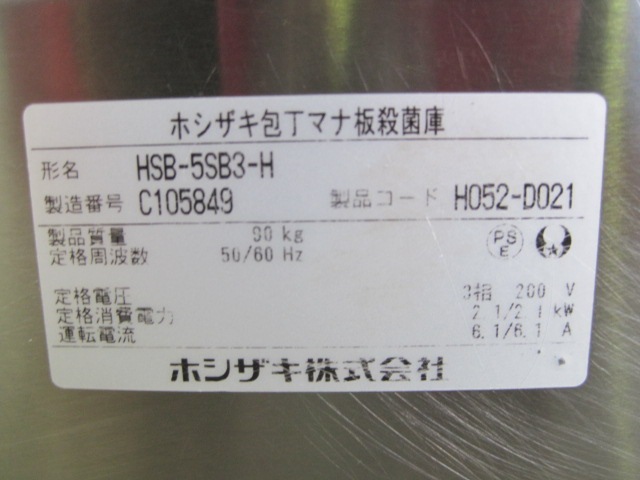 ホシザキ包丁マナ板殺菌庫
形名 HSB-5SB3-H
製造番号 C105849 製品コード H052-D021
製品質量 90 kg
定格周波数 50/60 Hz
PS
E
定格電圧 3相 200 V
定格消費電力 2.1/2.1 kW
運転電流 6.1/6.1 A
ホシザキ株式会社